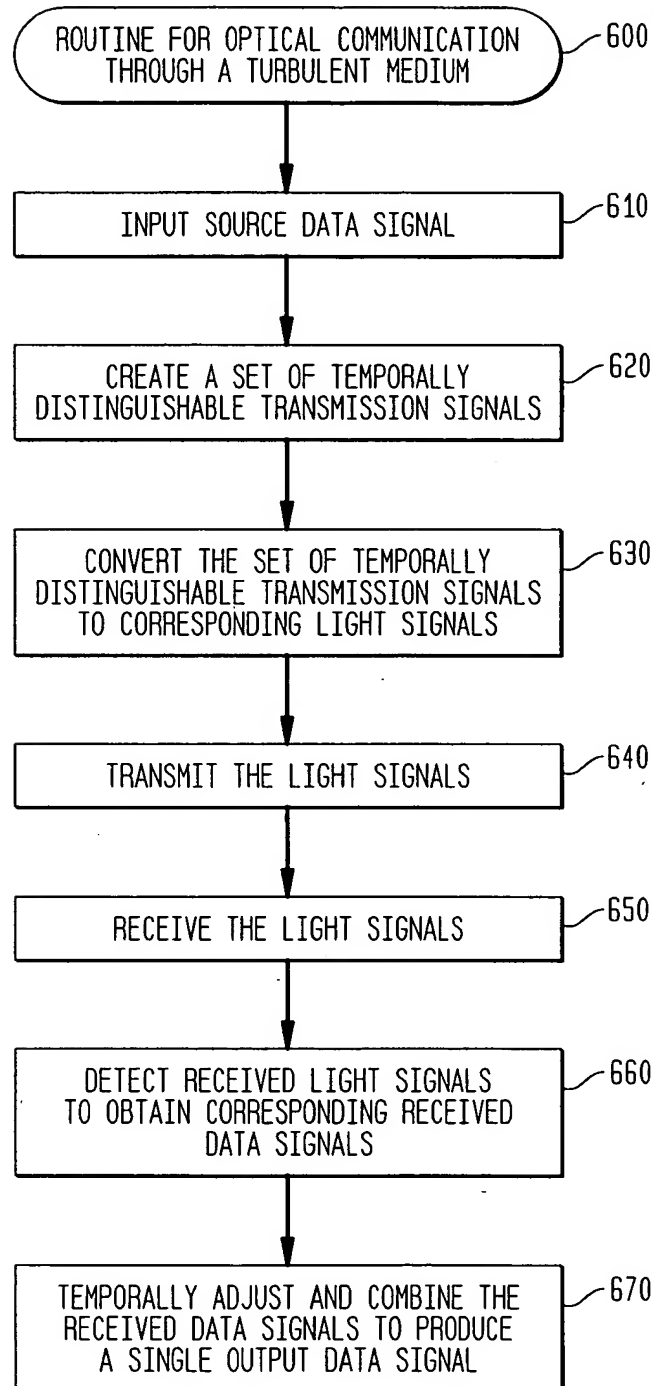 ROUTINE FOR OPTICAL COMMUNICATION
THROUGH A TURBULENT MEDIUM
600
INPUT SOURCE DATA SIGNAL
610
CREATE A SET OF TEMPORALLY
DISTINGUISHABLE TRANSMISSION SIGNALS
620
CONVERT THE SET OF TEMPORALLY
DISTINGUISHABLE TRANSMISSION SIGNALS
TO CORRESPONDING LIGHT SIGNALS
630
TRANSMIT THE LIGHT SIGNALS
640
RECEIVE THE LIGHT SIGNALS
650
DETECT RECEIVED LIGHT SIGNALS
TO OBTAIN CORRESPONDING RECEIVED
DATA SIGNALS
660
TEMPORALLY ADJUST AND COMBINE THE
RECEIVED DATA SIGNALS TO PRODUCE
A SINGLE OUTPUT DATA SIGNAL
670